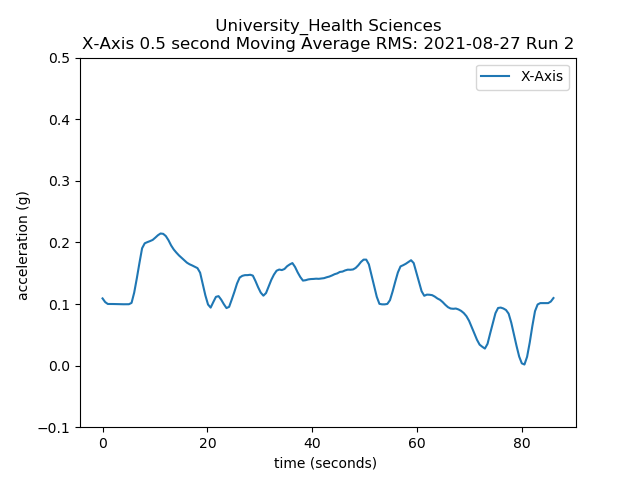 University_Health Sciences
X-Axis 0.5 second Moving Average RMS: 2021-08-27 Run 2
X-Axis
acceleration (g)
0.5
0.4
0.3
0.2
0.1
0.0
−0.1
0 20 40 60 80
time (seconds)